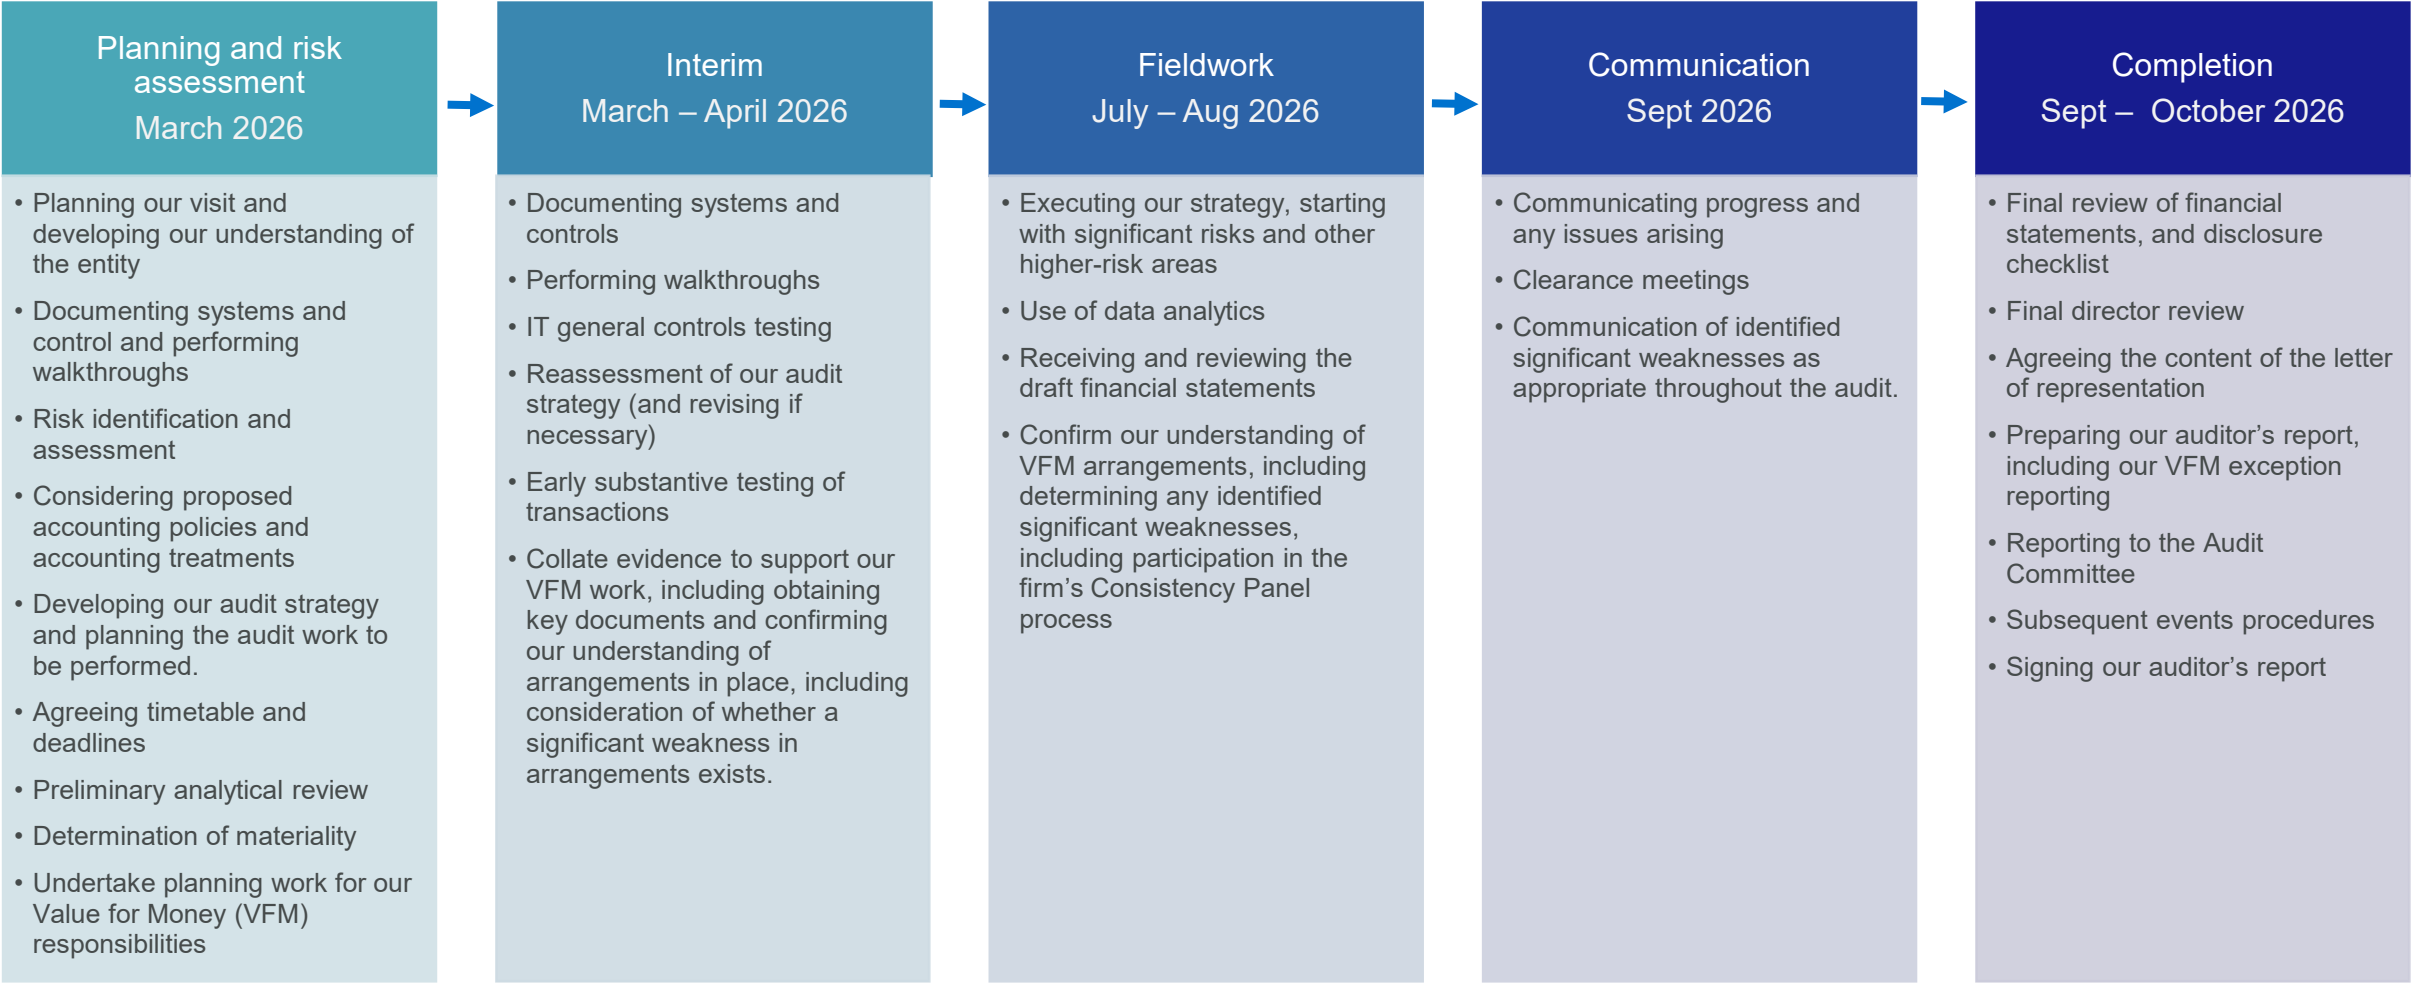 Planning and risk
assessment
March 2026
• Planning our visit and
developing our understanding of
the entity
• Documenting systems and
control and performing
walkthroughs
• Risk identification and
assessment
• Considering proposed
accounting policies and
accounting treatments
• Developing our audit strategy
and planning the audit work to
be performed.
• Agreeing timetable and
deadlines
• Preliminary analytical review
• Determination of materiality
• Undertake planning work for our
Value for Money (VFM)
responsibilities
Interim
March – April 2026
• Documenting systems and
controls
• Performing walkthroughs
• IT general controls testing
• Reassessment of our audit
strategy (and revising if
necessary)
• Early substantive testing of
transactions
• Collate evidence to support our
VFM work, including obtaining
key documents and confirming
our understanding of
arrangements in place, including
consideration of whether a
significant weakness in
arrangements exists.
Fieldwork
July – Aug 2026
• Executing our strategy, starting
with significant risks and other
higher-risk areas
• Use of data analytics
• Receiving and reviewing the
draft financial statements
• Confirm our understanding of
VFM arrangements, including
determining any identified
significant weaknesses,
including participation in the
firm’s Consistency Panel
process
Communication
Sept 2026
• Communicating progress and
any issues arising
• Clearance meetings
• Communication of identified
significant weaknesses as
appropriate throughout the audit.
Completion
Sept –  October 2026
• Final review of financial
statements, and disclosure
checklist
• Final director review
• Agreeing the content of the letter
of representation
• Preparing our auditor’s report,
including our VFM exception
reporting
• Reporting to the Audit
Committee
• Subsequent events procedures
• Signing our auditor’s report